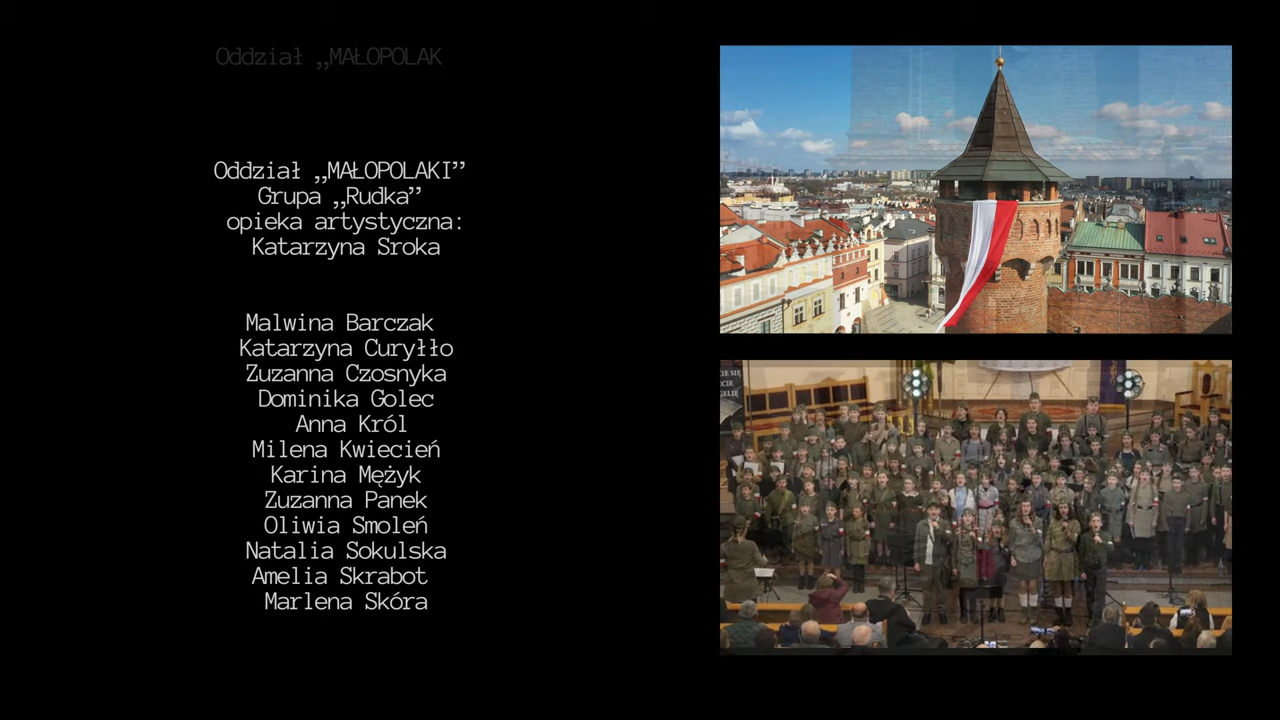 Oddział „MAŁOPOLAK
Oddział „MAŁOPOLAKI”
Grupa „Rudka”
opieka artystyczna:
Katarzyna Sroka
Malwina Barczak
Katarzyna Curyłło
Zuzanna Czosnyka
Dominika Golec
Anna Król
Milena Kwiecień
Karina Mężyk
Zuzanna Panek
Oliwia Smoleń
Natalia Sokulska
Amelia Skrabot
Marlena Skóra